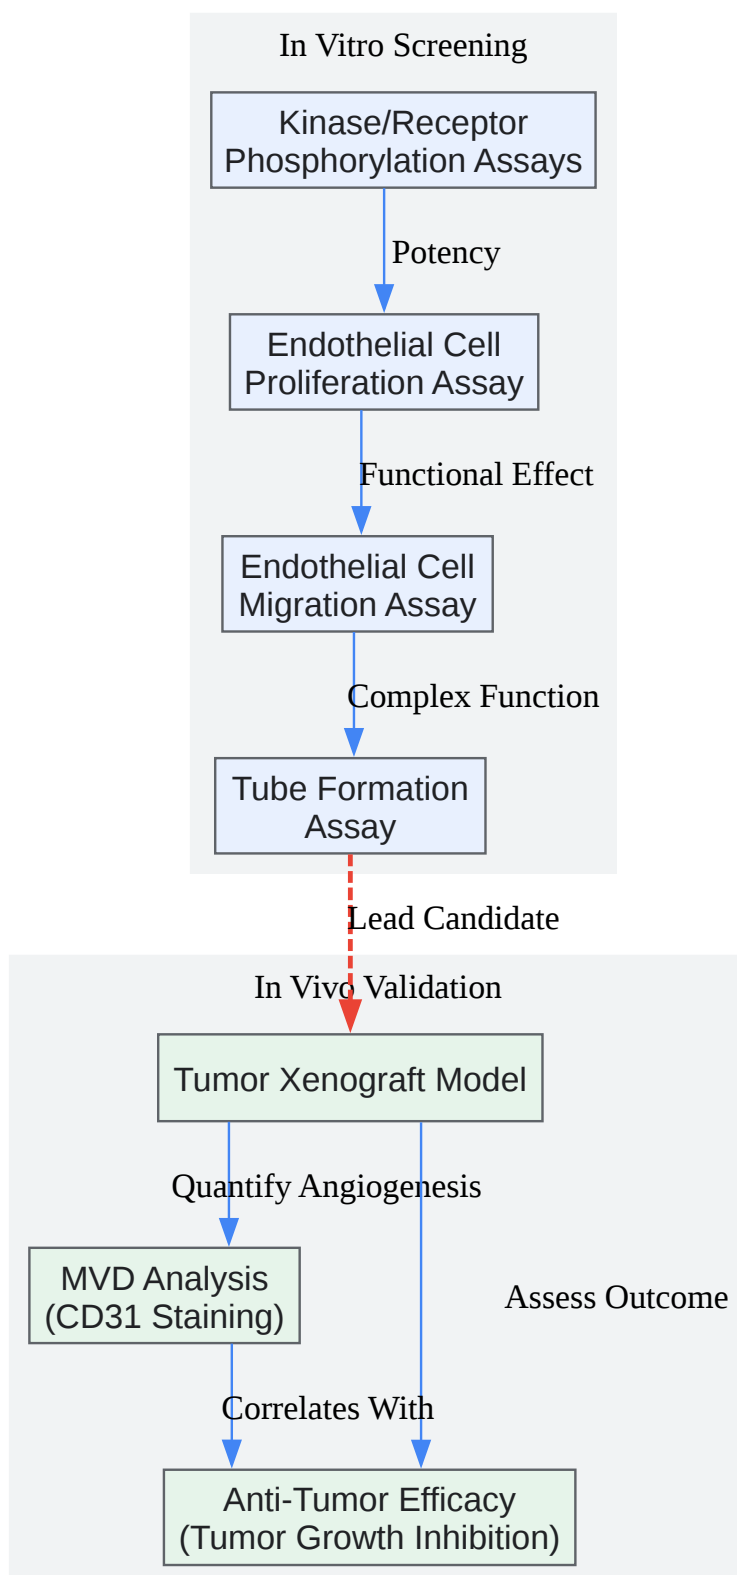 In Vitro Screening
Kinase/Receptor
Phosphorylation Assays
Potency
Endothelial Cell
Proliferation Assay
Functional Effect
Endothelial Cell
Migration Assay
Complex Function
Tube Formation
Assay
Lead Candidate
In Vivo Validation
Tumor Xenograft Model
Quantify Angiogenesis
MVD Analysis
(CD31 Staining)
Assess Outcome
Correlates With
Anti-Tumor Efficacy
(Tumor Growth Inhibition)